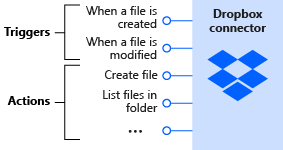 When a file is
created
Dropbox
connector
Triggers
When a file is
modified
Create file
Actions
List files in
folder
...